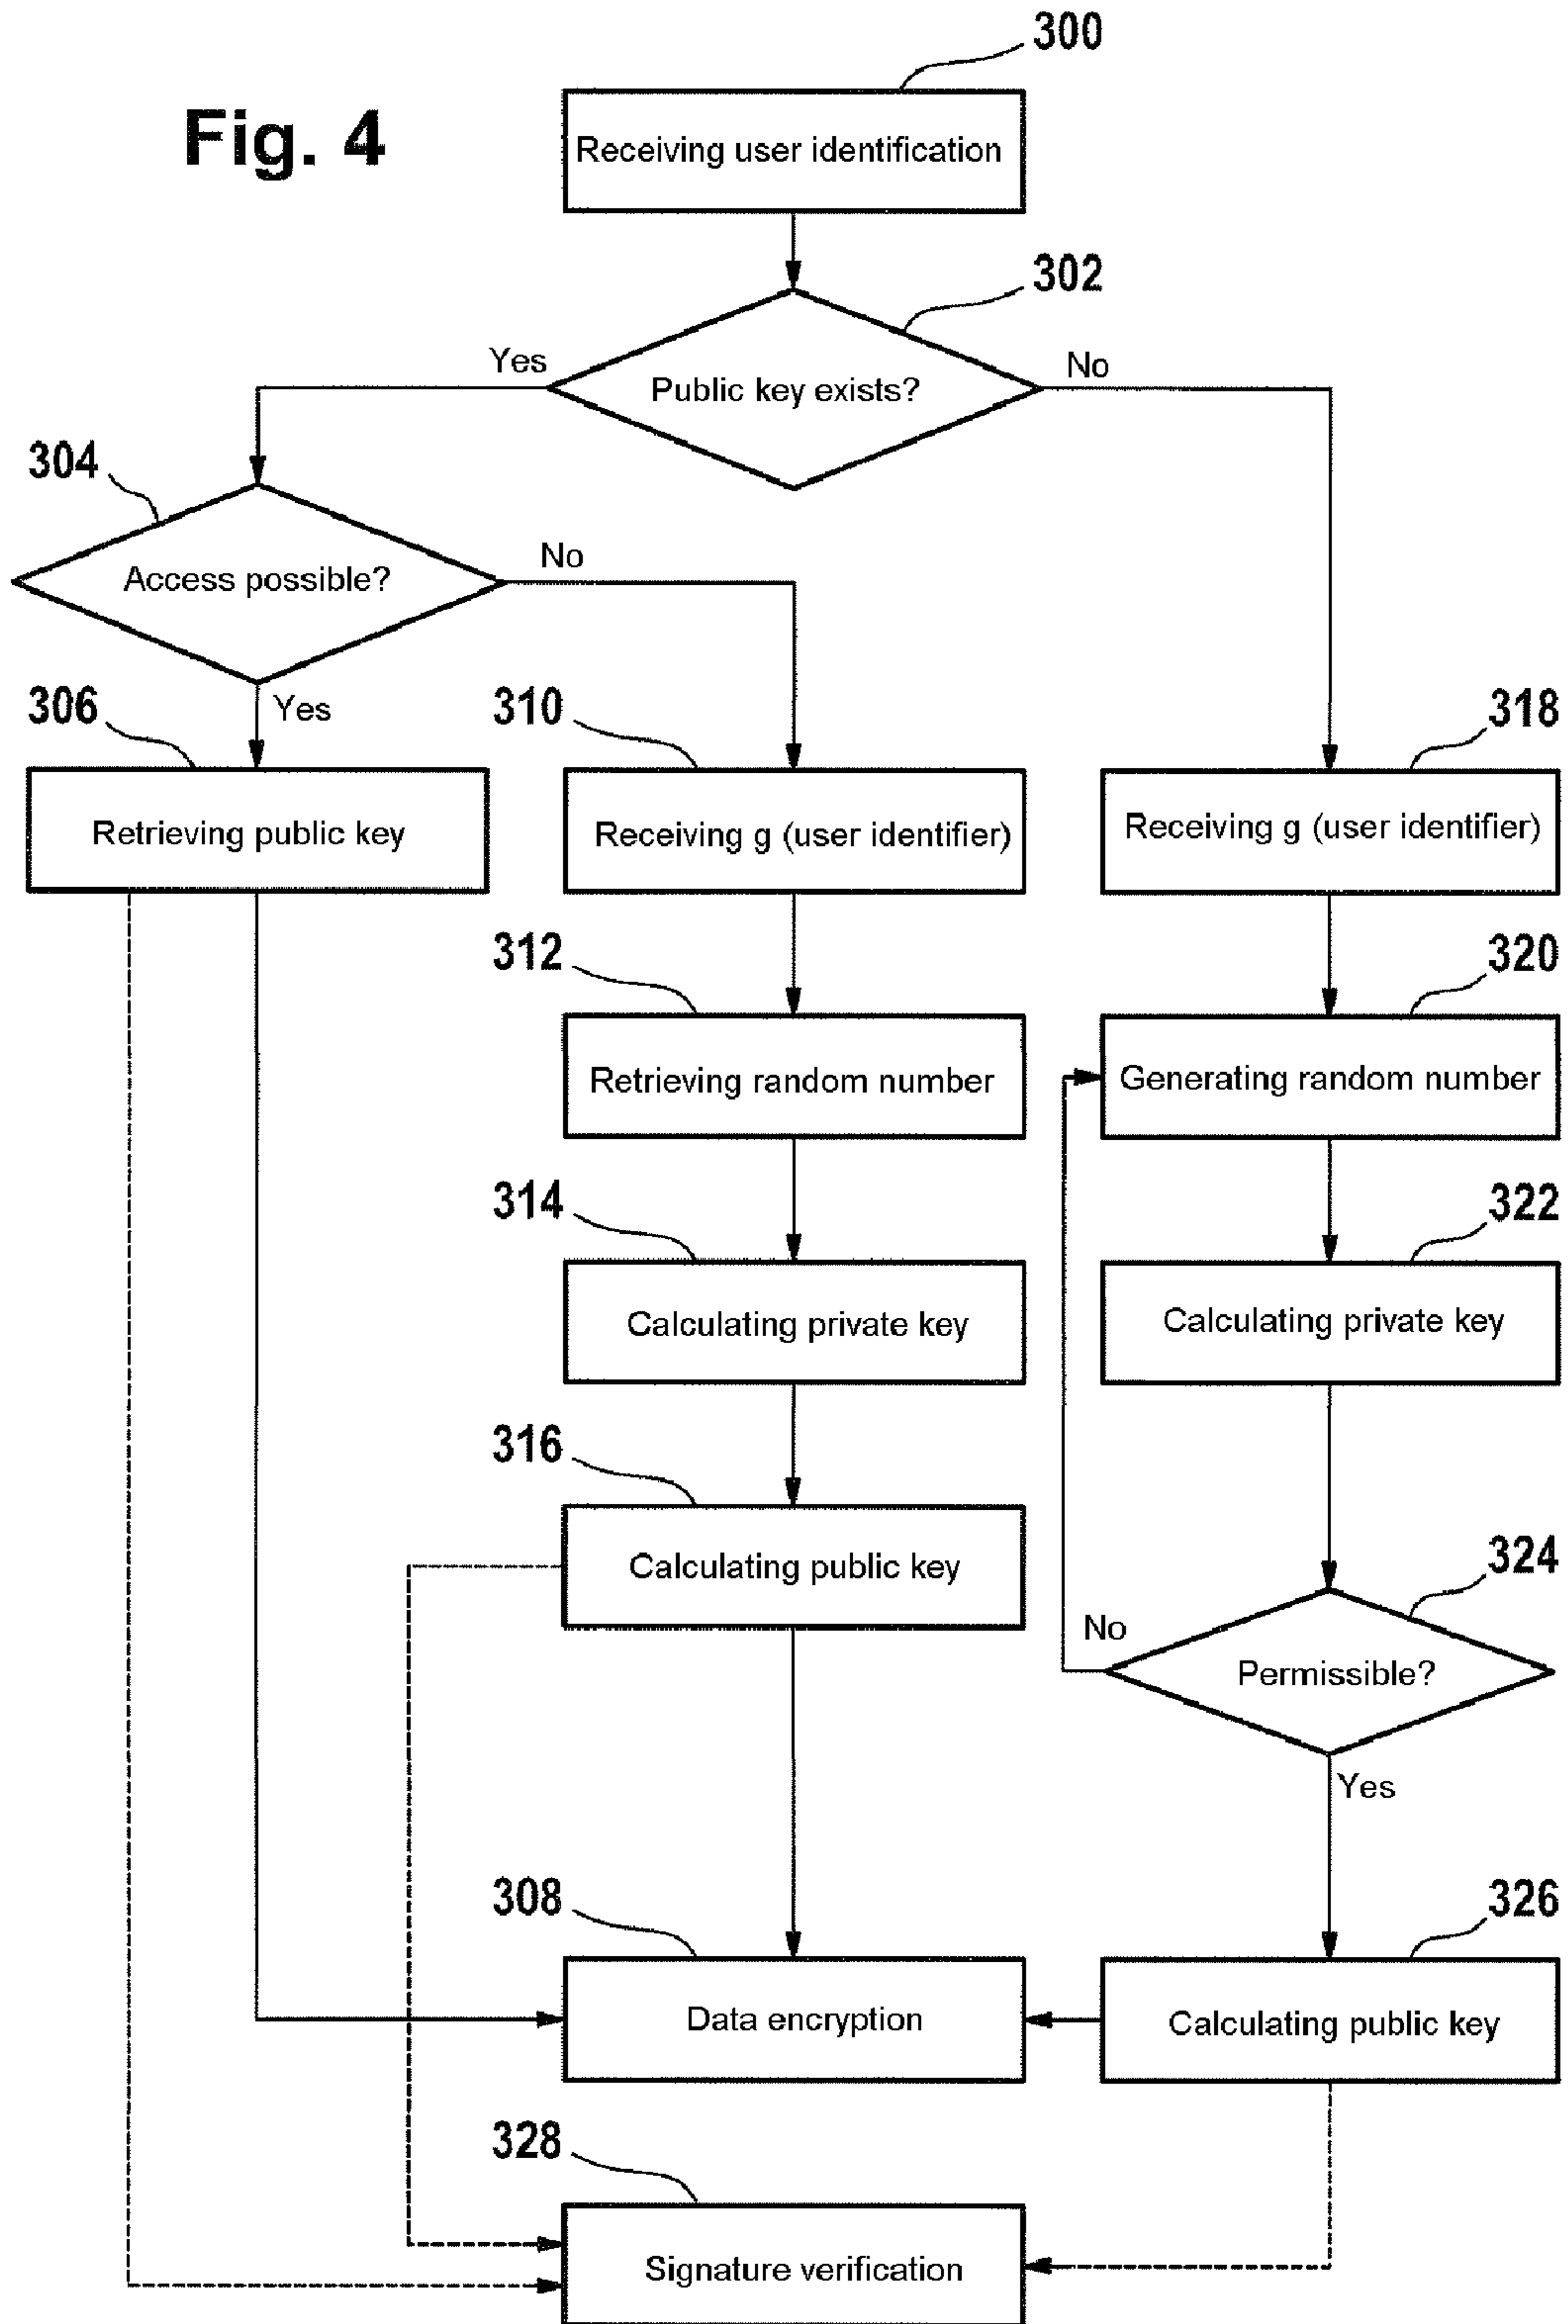 300
Fig. 4
Receiving user identification
302
Yes
No
Public key exists?
304
No
Access possible?
306
Yes
310
318
Retrieving public key
Receiving g (user identifier)
Receiving g (user identifier)
312
320
Retrieving random number
Generating random number
314
322
Calculating private key
Calculating private key
316
324
Calculating public key
No
Permissible?
Yes
308
326
Data encryption
Calculating public key
328
Signature verification